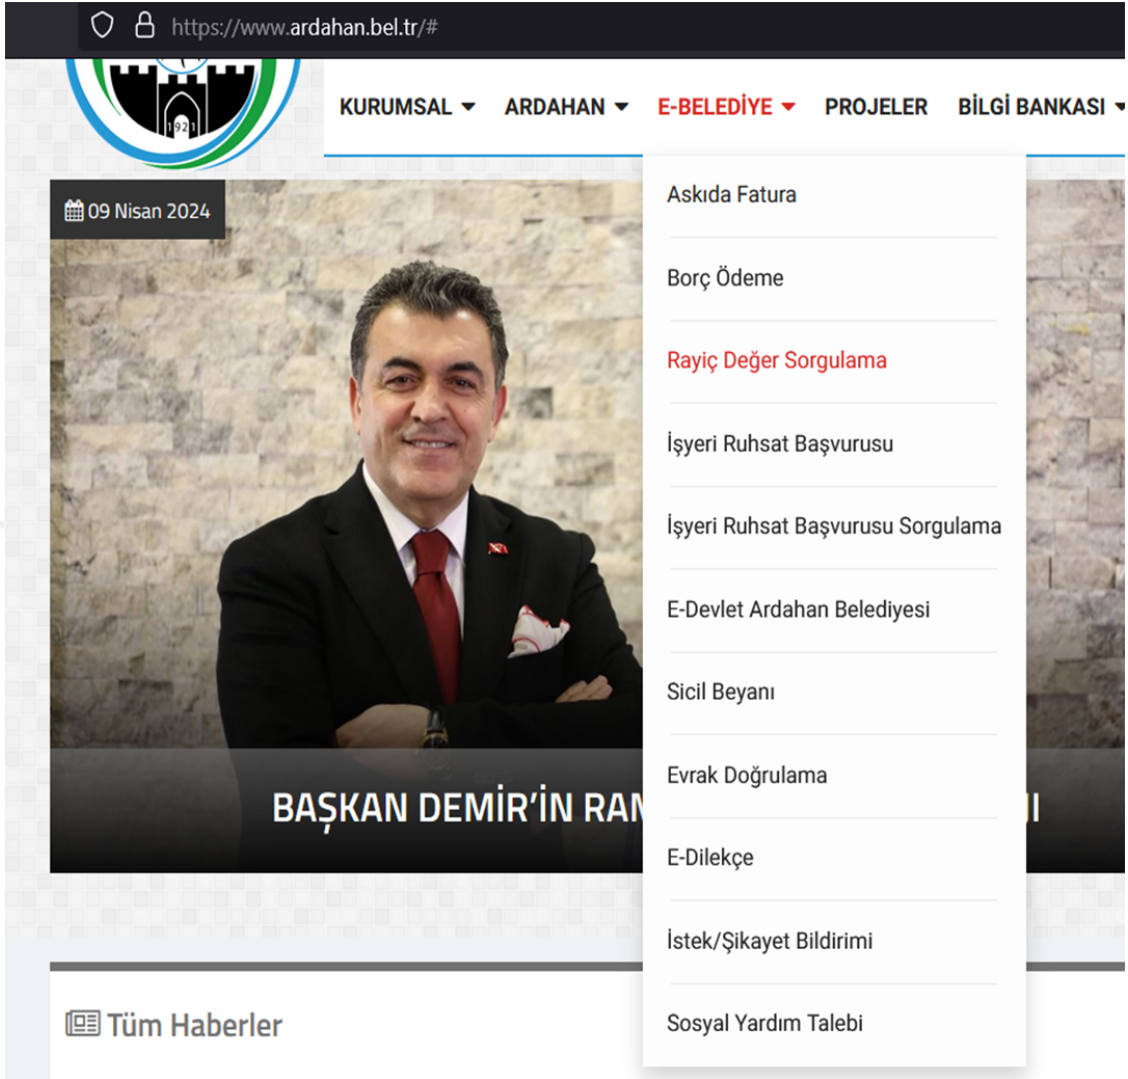 https://www.ardahan.bel.tr/#
1921
KURUMSAL
ARDAHAN
E-BELEDİYE
PROJELER
BİLGİ BANKASI
09 Nisan 2024
Askıda Fatura
Borç Ödeme
Rayiç Değer Sorgulama
İşyeri Ruhsat Başvurusu
İşyeri Ruhsat Başvurusu Sorgulama
E-Devlet Ardahan Belediyesi
Sicil Beyanı
Evrak Doğrulama
E-Dilekçe
İstek/Şikayet Bildirimi
Sosyal Yardım Talebi
BAŞKAN DEMİR’İN
Tüm Haberler